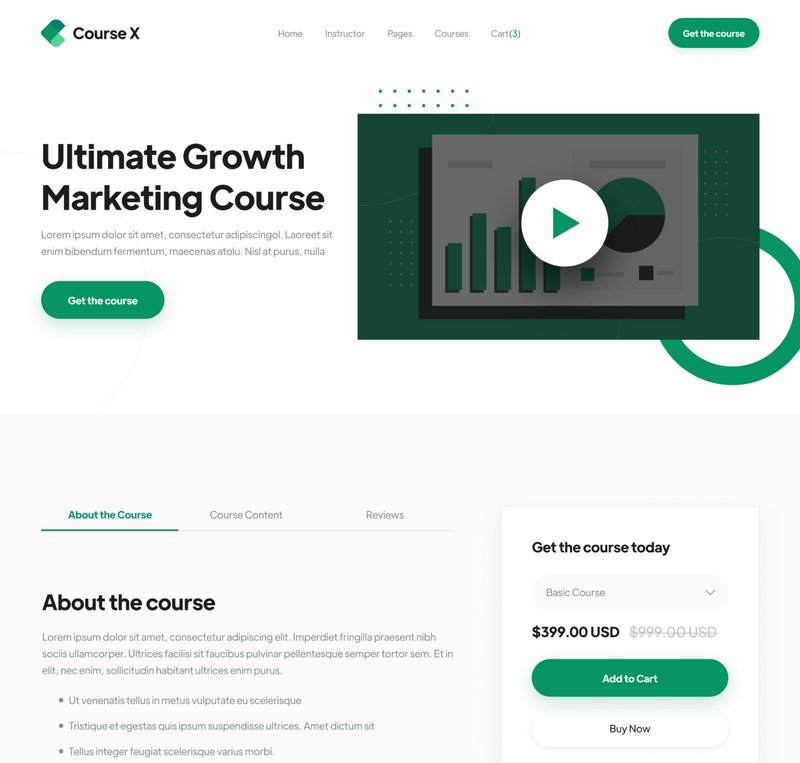 Course X
Home Instructor Pages Courses Cart(3)
Get the course
Ultimate Growth
Marketing Course
Lorem ipsum dolor sit amet, consectetur adipiscingol. Laoreet sit
enim bibendum fermentum, maecenas atolu. Nisl at purus, nulla
Get the course
About the Course Course Content Reviews
About the course
Lorem ipsum dolor sit amet, consectetur adipiscing elit. Imperdiet fringilla praesent nibh
sociis ullamcorper. Ultrices facilisi sit faucibus pulvinar pellentesque semper tortor sem. Et in
elit, nec enim, sollicitudin habitant ultrices enim purus.
Ut venenatis tellus in metus vulputate eu scelerisque
Tristique et egestas quis ipsum suspendisse ultrices. Amet dictum sit
Tellus integer feugiat scelerisque varius morbi.
Get the course today
Basic Course
$399.00 USD $999.00 USD
Add to Cart
Buy Now